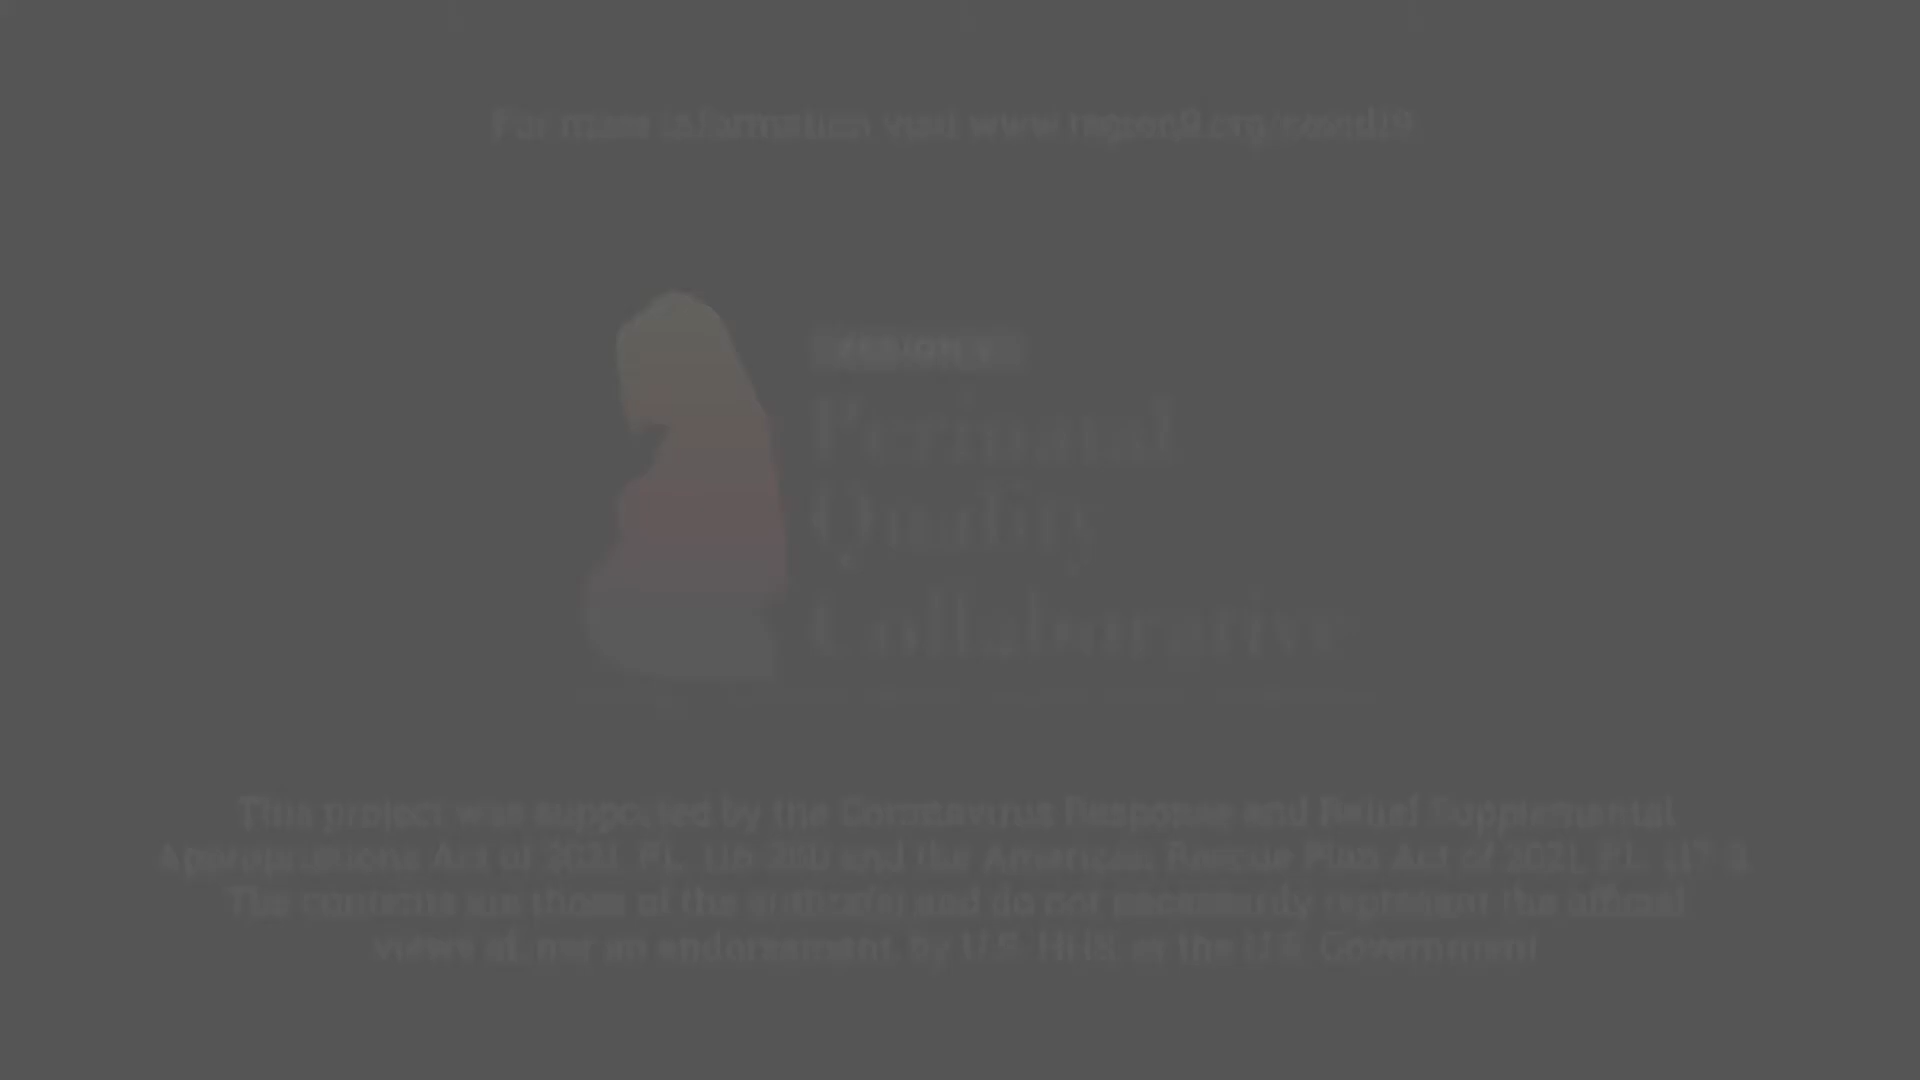 For more information visit www.region9.org/covid19
REGION V
Perinatal
Quality
Collaborative
This project was supported by the Coronavirus Response and Relief Supplemental
Appropriations Act of 2021, P.L. 116-260 and the American Rescue Plan Act of 2021, P.L. 117-2.
The contents are those of the author(s) and do not necessarily represent the official
views of, nor an endorsement, by U.S. HHS, or the U.S. Government